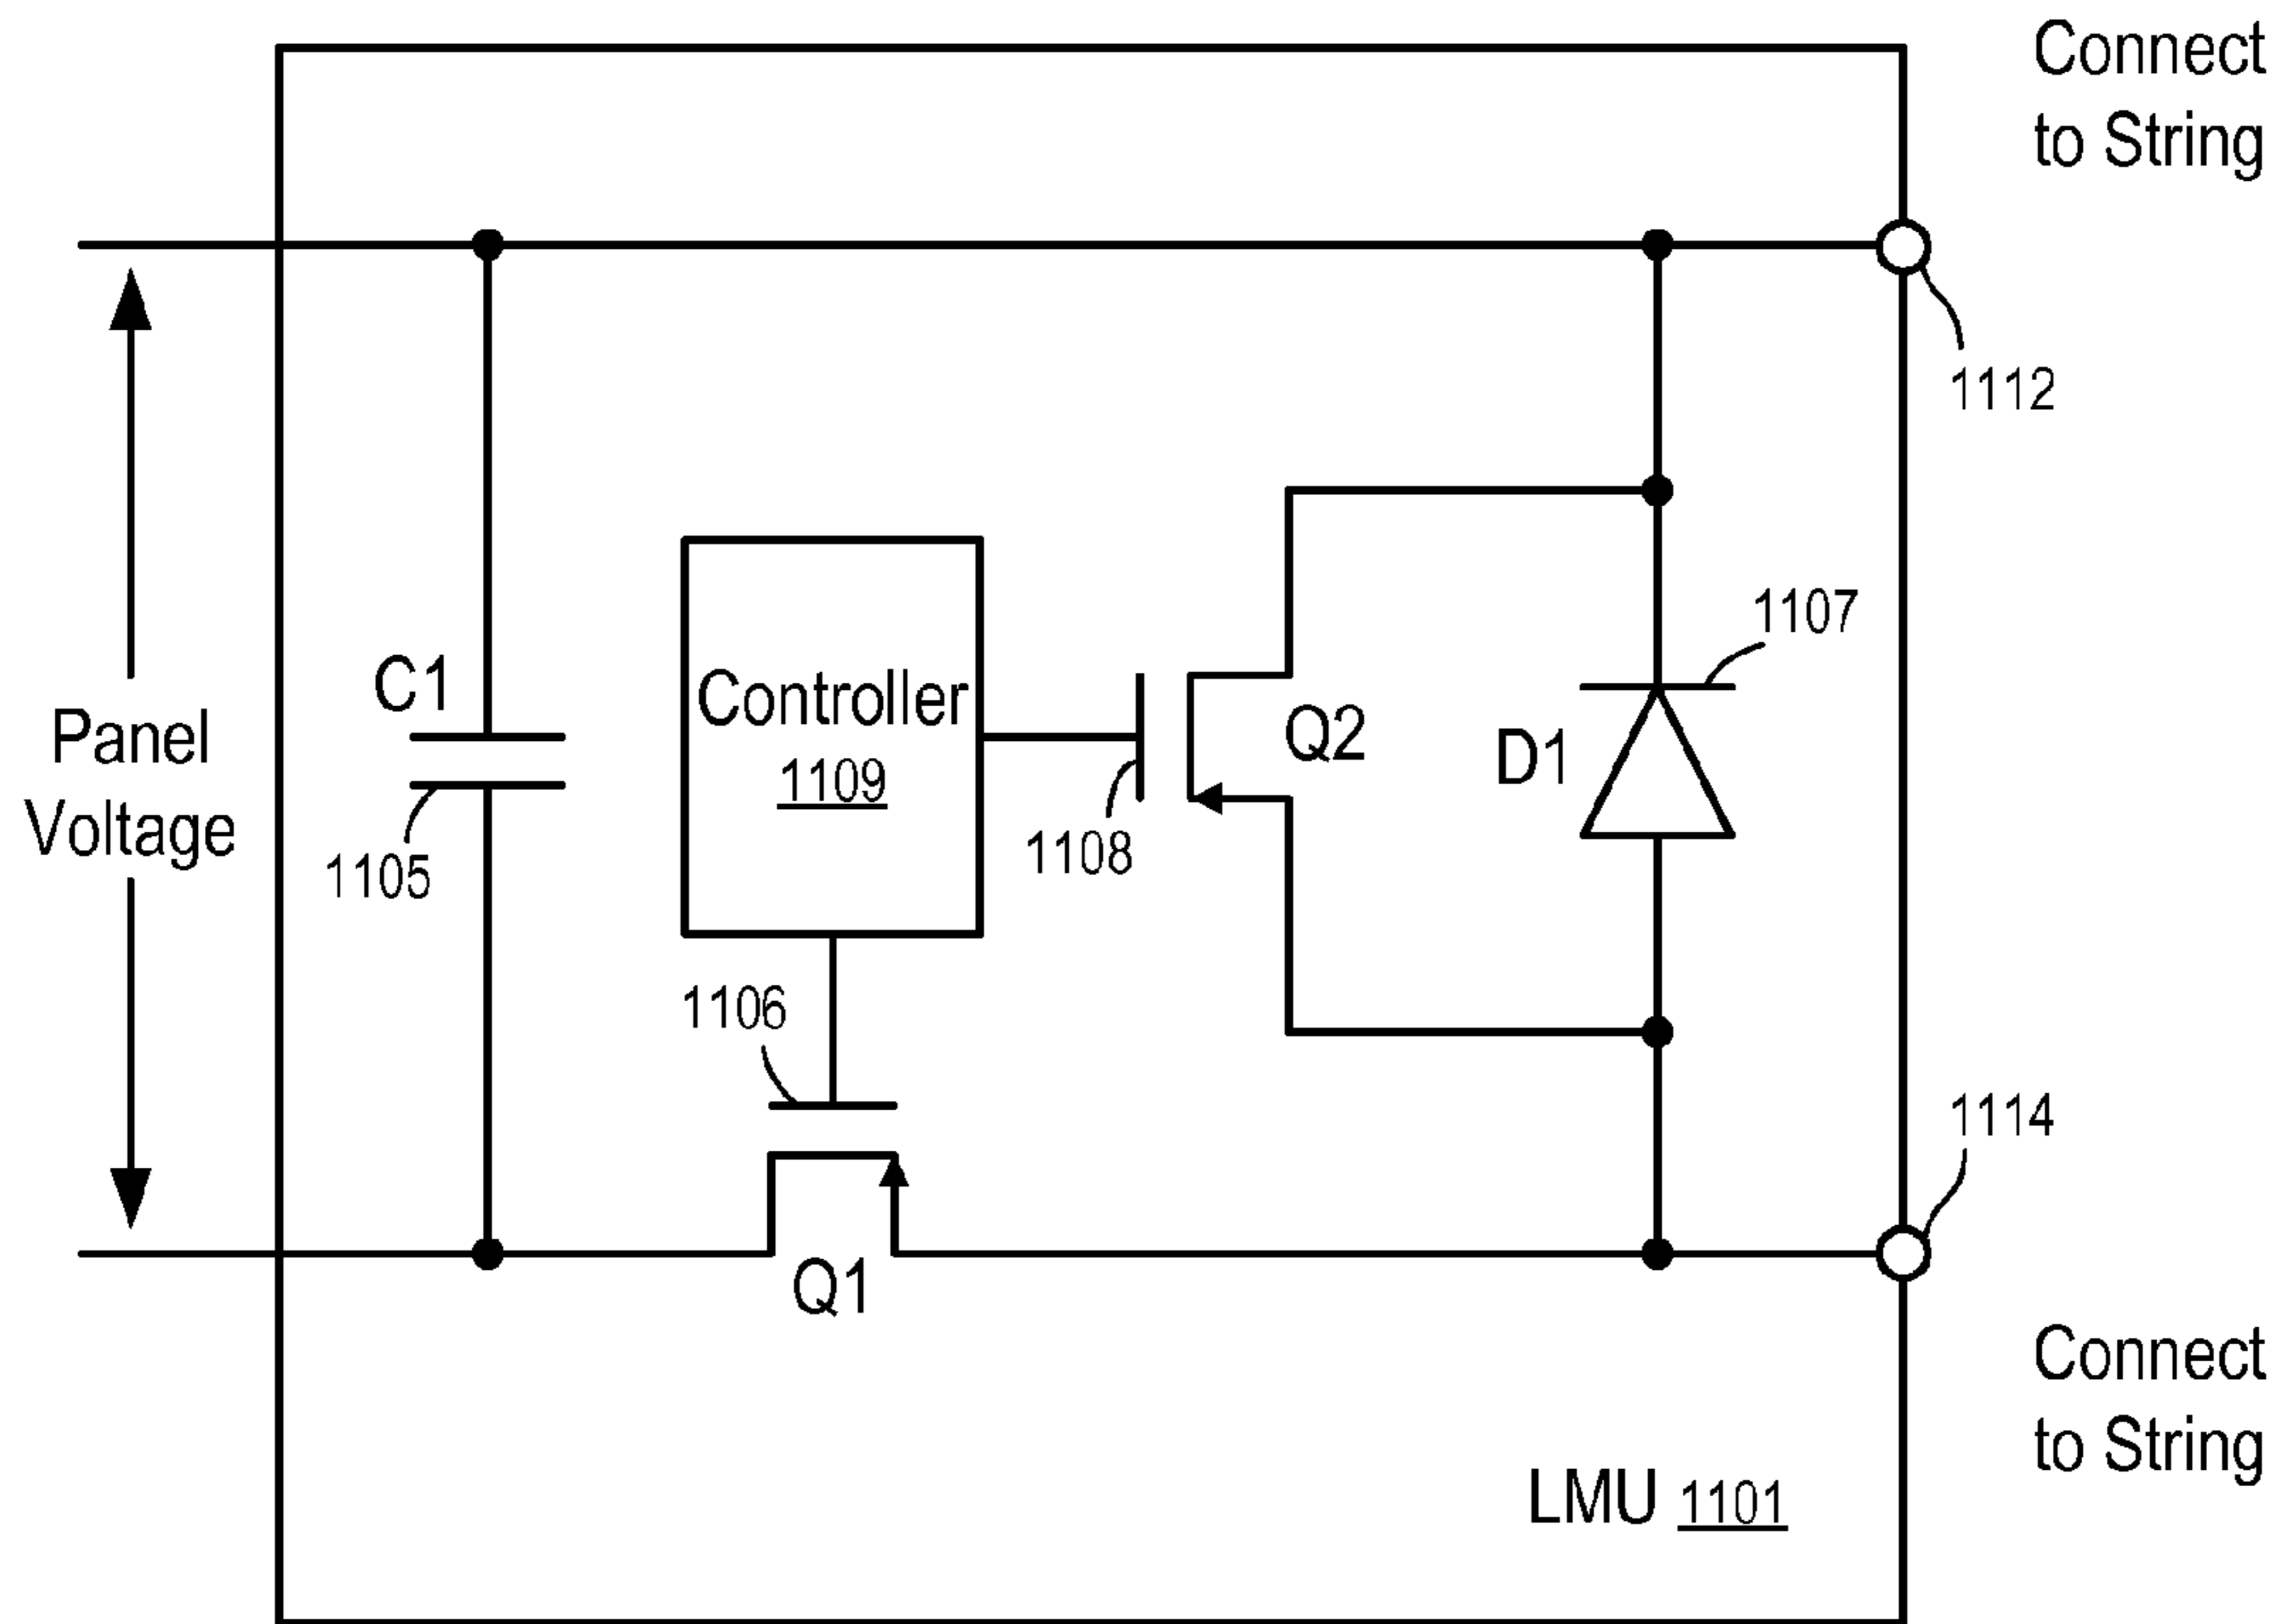 Connect
to String
1112
1107
C1
Controller
1109
Q2
D1
Panel
Voltage
1105
1108
1106
1114
Q1
Connect
to String
LMU 1101